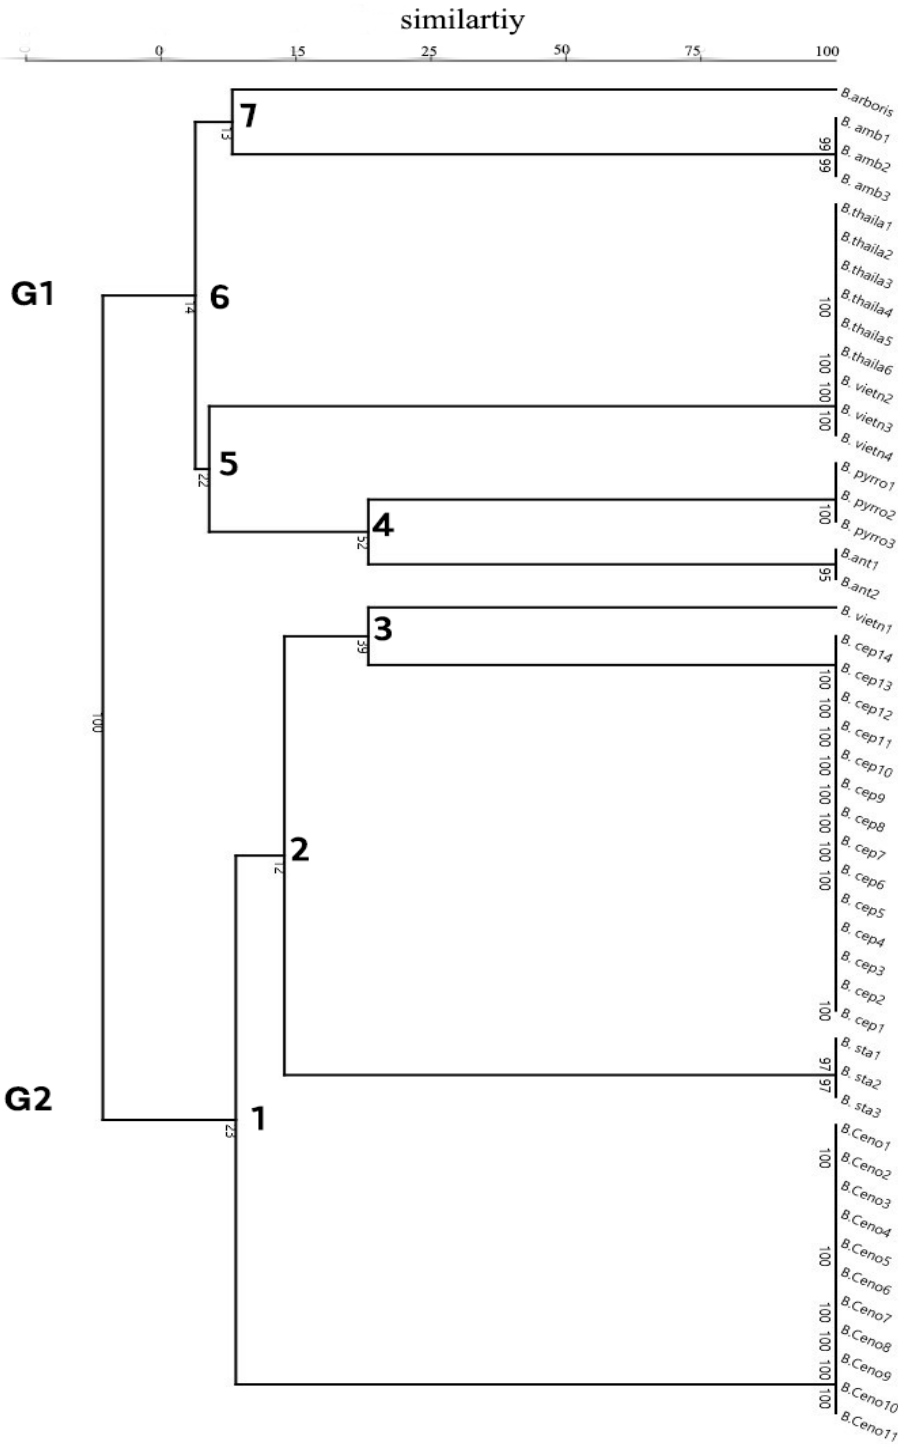 similartiy
0 15 25 50 75 100
B.arboris
7
13
B. amb1
99
B. amb2
99
B. amb3
B.thaila1
B.thaila2
B.thaila3
G1
6
14
100
B.thaila4
B.thaila5
B.thaila6
100
B. vietn2
100
B. vietn3
100
B. vietn4
5
22
B. pyrro1
B. pyrro2
100
B. pyrro3
4
52
B.ant1
95
B.ant2
B. vietn1
3
39
B. cep14
B. cep13
100
B. cep12
100
B. cep11
100
B. cep10
100
B. cep9
100
B. cep8
100
B. cep7
100
B. cep6
100
B. cep5
B. cep4
B. cep3
B. cep2
100
B. cep1
100
2
12
B. sta1
97
B. sta2
97
B. sta3
G2
1
23
B.Ceno1
100
B.Ceno2
B.Ceno3
B.Ceno4
B.Ceno5
100
B.Ceno6
B.Ceno7
100
B.Ceno8
100
B.Ceno9
100
B.Ceno10
100
B.Ceno11